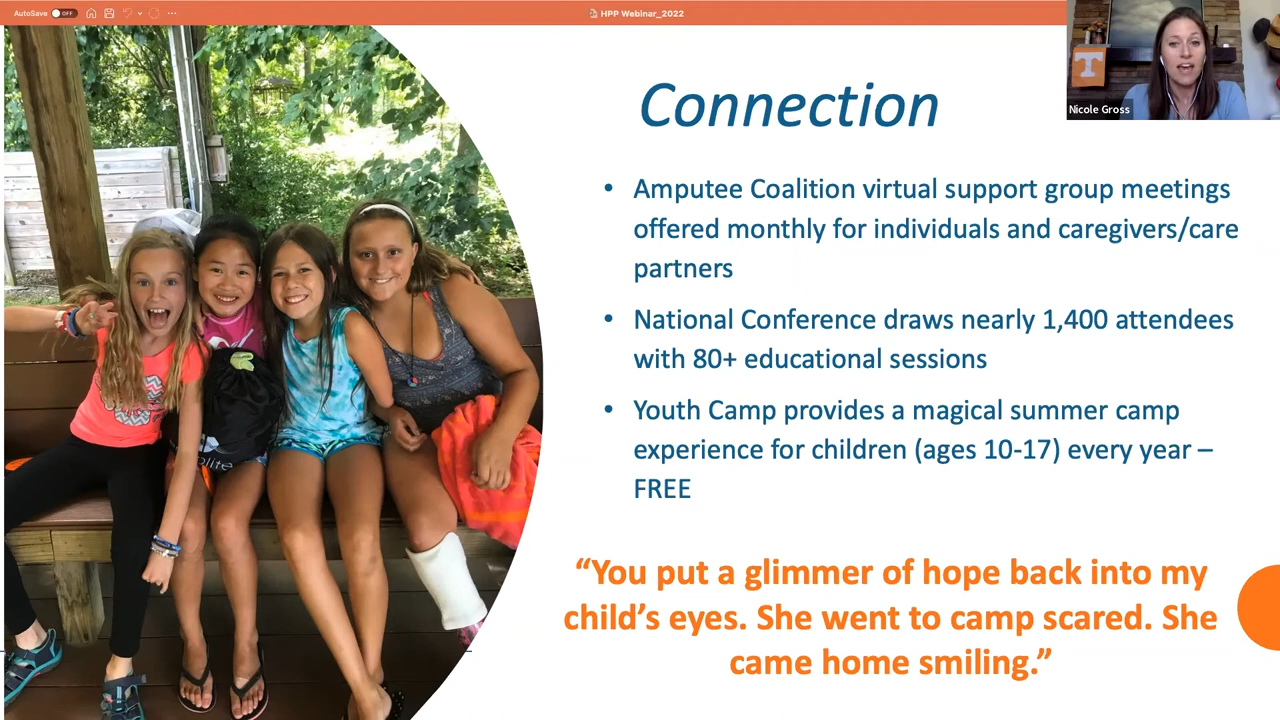 AutoSave OFF
HPP Webinar_2022
T
Nicole Gross
Connection
• Amputee Coalition virtual support group meetings
offered monthly for individuals and caregivers/care
partners
• National Conference draws nearly 1,400 attendees
with 80+ educational sessions
• Youth Camp provides a magical summer camp
experience for children (ages 10-17) every year –
FREE
“You put a glimmer of hope back into my
child’s eyes. She went to camp scared. She
came home smiling.”